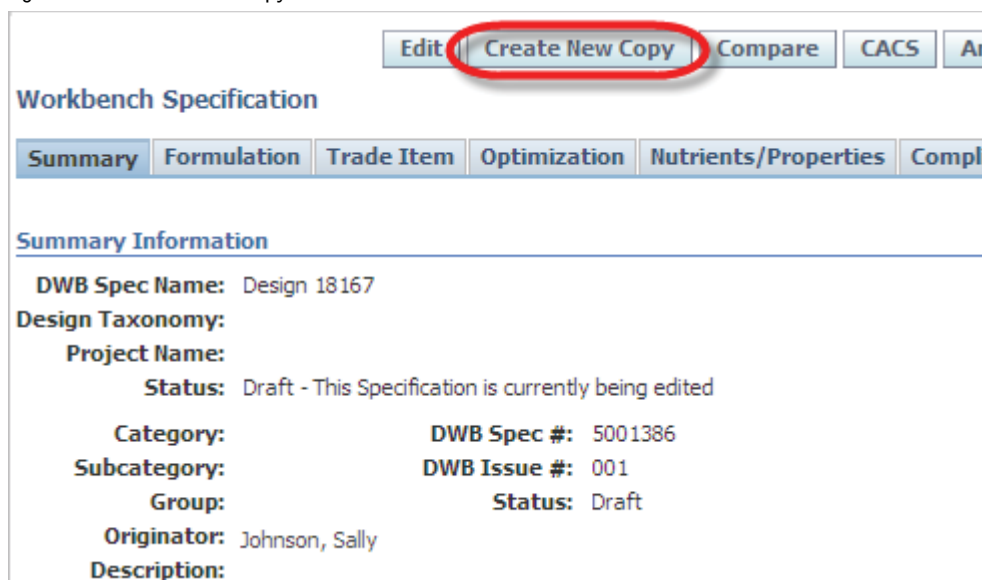 Edit Create New Copy Compare CACS
Workbench Specification
Summary Formulation Trade Item Optimization Nutrients/Properties Compl
Summary Information
DWB Spec Name: Design 18167
Design Taxonomy:
Project Name:
Status: Draft - This Specification is currently being edited
Category: DWB Spec #: 5001386
Subcategory: DWB Issue #: 001
Group: Status: Draft
Originator: Johnson, Sally
Description: